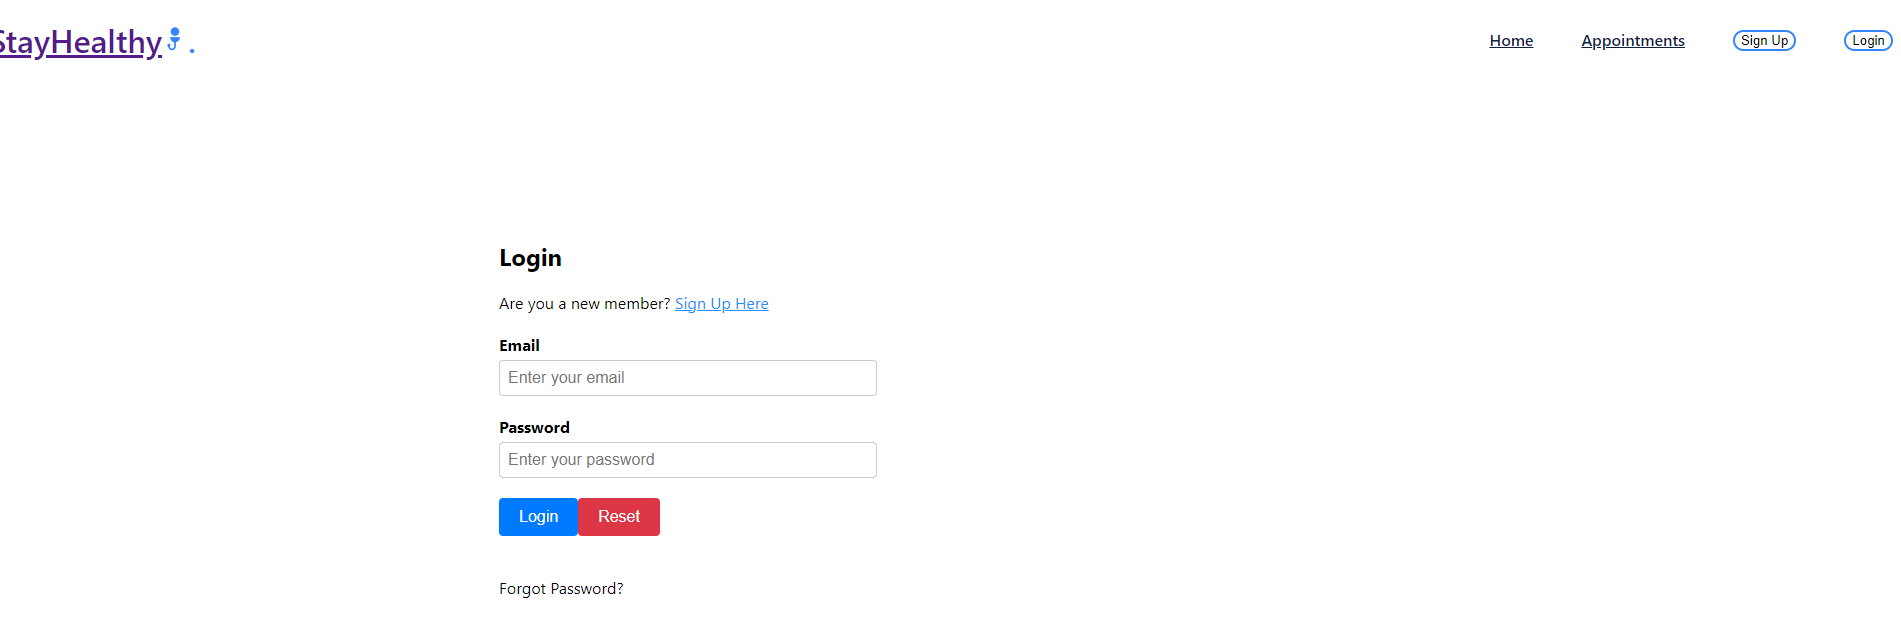 StayHealthy.
Home Appointments Sign Up Login
Login
Are you a new member? Sign Up Here
Email
Enter your email
Password
Enter your password
Login Reset
Forgot Password?